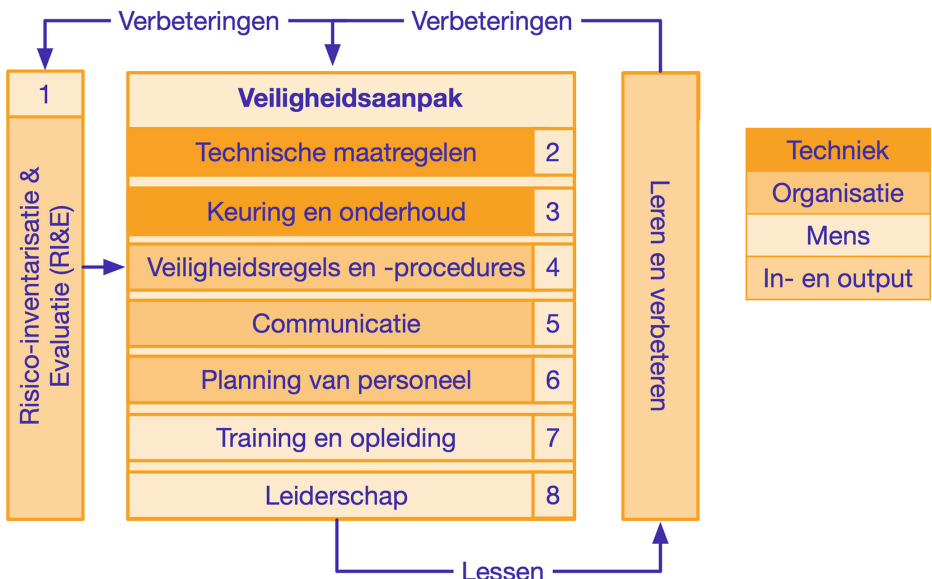 Verbeteringen
Verbeteringen
1
Risico-inventarisatie &
Evaluatie (RI&E)
Veiligheidsaanpak
Technische maatregelen 2
Keuring en onderhoud 3
Veiligheidsregels en -procedures 4
Communicatie 5
Planning van personeel 6
Training en opleiding 7
Leiderschap 8
Leren en verbeteren
Lessen
Techniek
Organisatie
Mens
In- en output